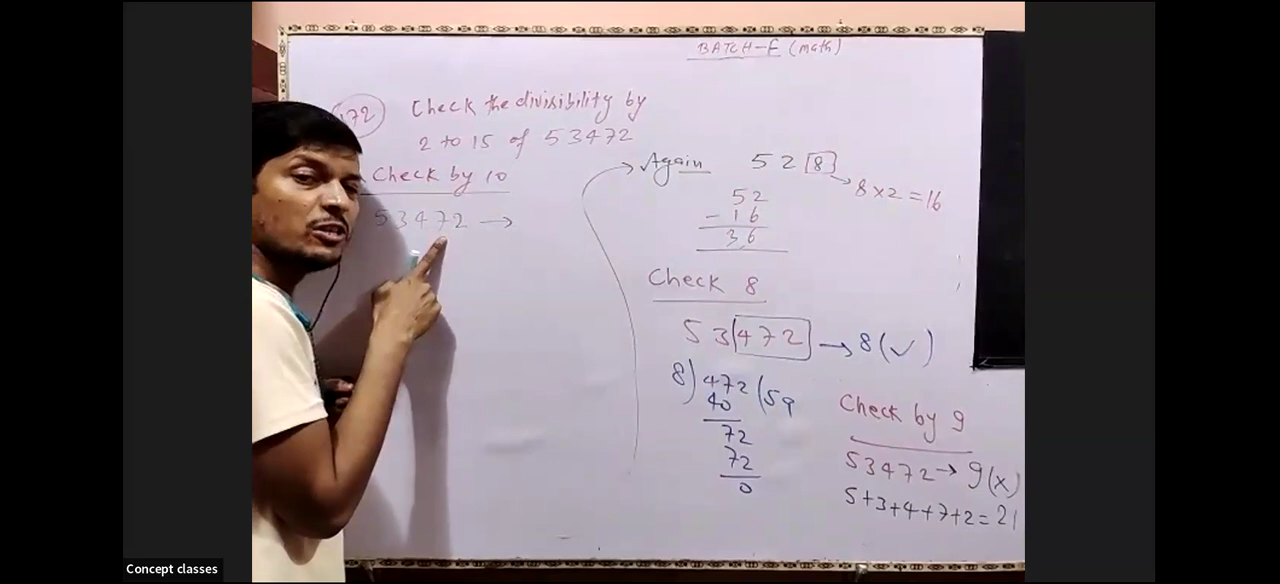 BATCH-E (math)
172
Check the divisibility by
2 to 15 of 53472
Check by 10
53472 →
Again 52 8
8 x 2 = 16
52
- 16
36
Check 8
53 472 → 8 (✓)
8) 472 (59
40
72
72
0
Check by 9
53472 → 9 (x)
5+3+4+7+2 = 21
Concept classes